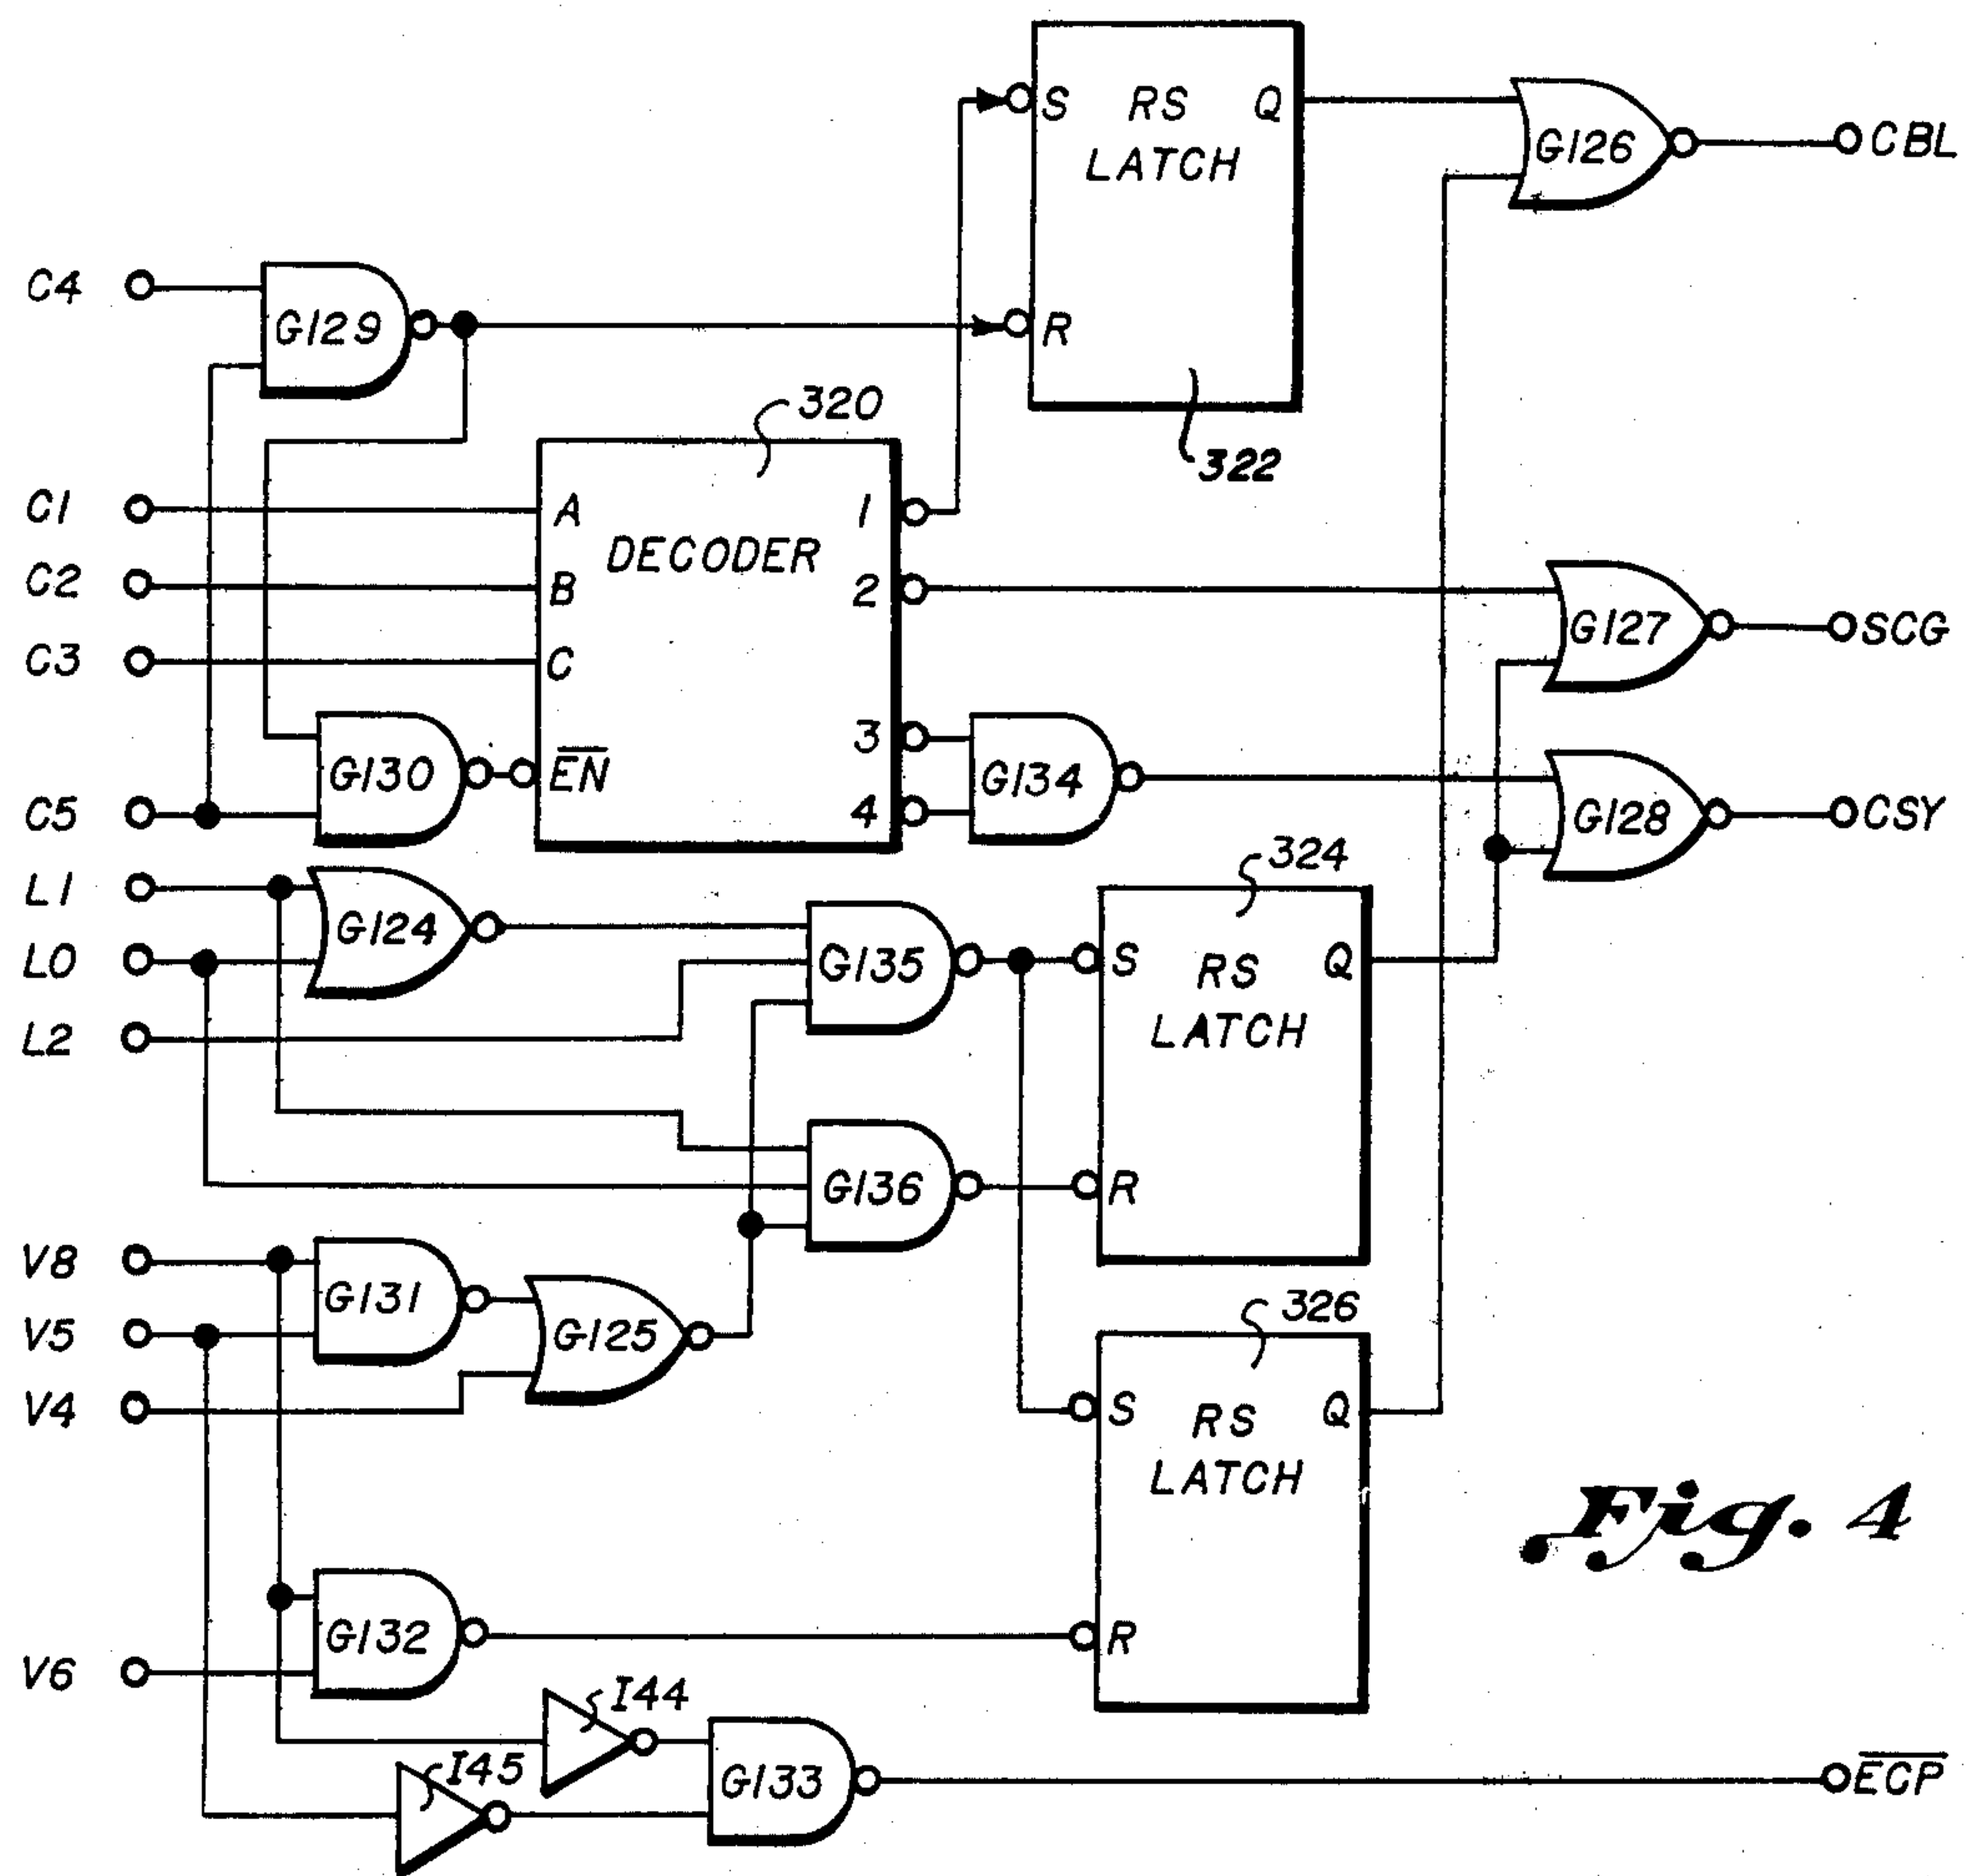 S
RS
LATCH
Q
R
322
G126
CBL
C4
G129
320
C1
C2
C3
C5
A
B
C
EN
DECODER
1
2
3
4
G130
G134
G127
SCG
G128
CSY
L1
L0
L2
G124
G135
G136
324
S
RS
LATCH
Q
R
V8
V5
V4
G131
G125
326
S
RS
LATCH
Q
R
V6
G132
I44
I45
G133
ECP
Fig. 4